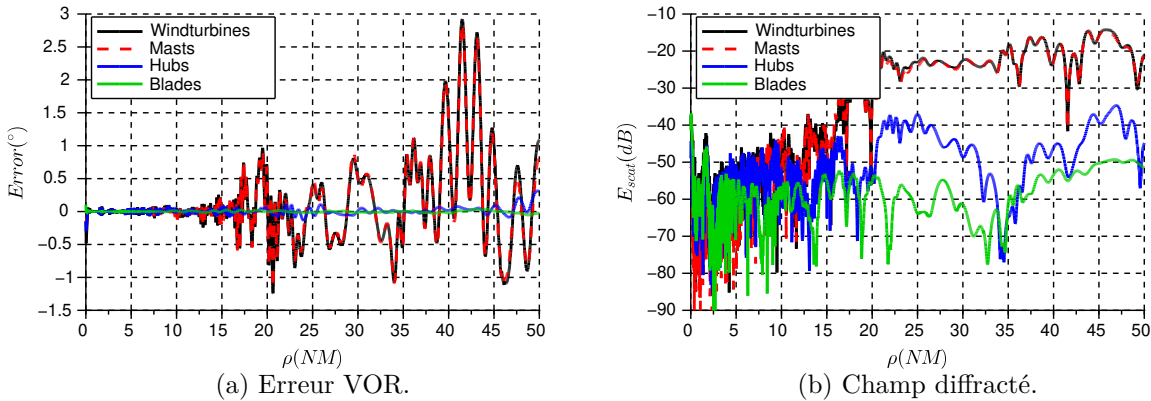 3
2.5
2
1.5
1
0.5
0
−0.5
−1
−1.5
Error(°)
Windturbines
Masts
Hubs
Blades
0 5 10 15 20 25 30 35 40 45 50
ρ(NM)
(a) Erreur VOR.
−10
−20
−30
−40
−50
−60
−70
−80
−90
E_scat(dB)
Windturbines
Masts
Hubs
Blades
0 5 10 15 20 25 30 35 40 45 50
ρ(NM)
(b) Champ diffracté.